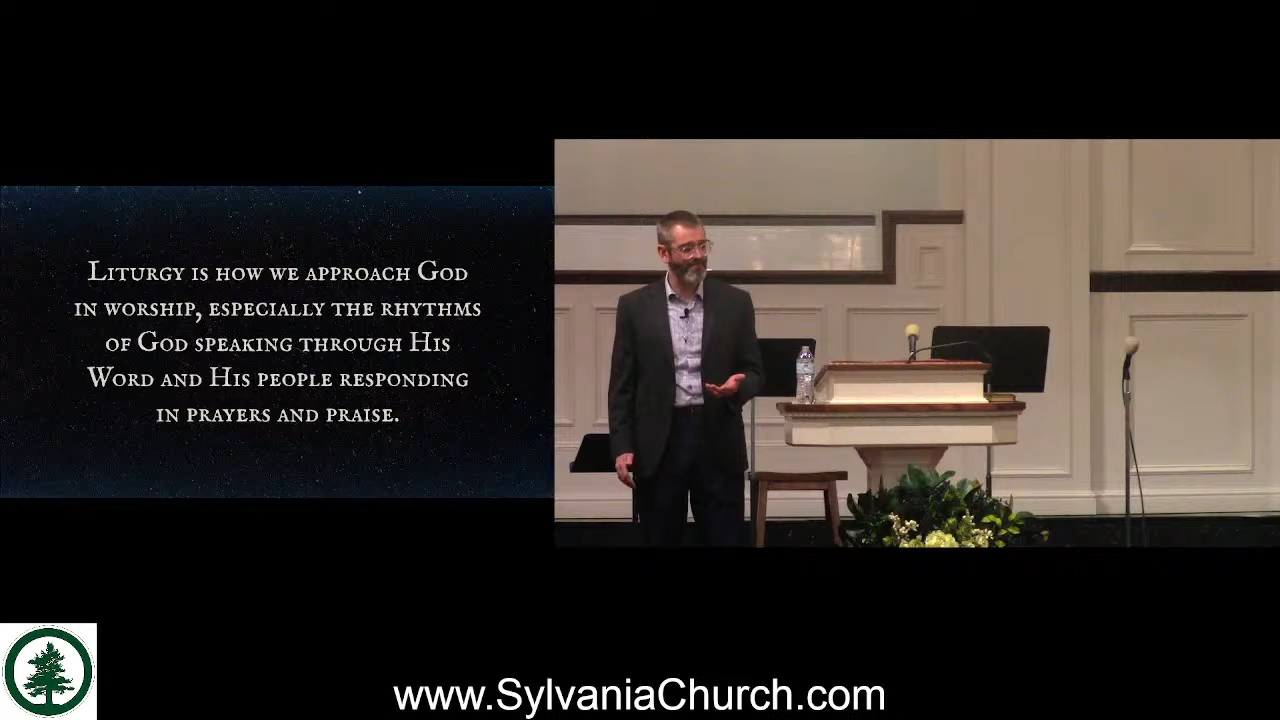 Liturgy is how we approach God
in worship, especially the rhythms
of God speaking through His
Word and His people responding
in prayers and praise.
www.SylvaniaChurch.com